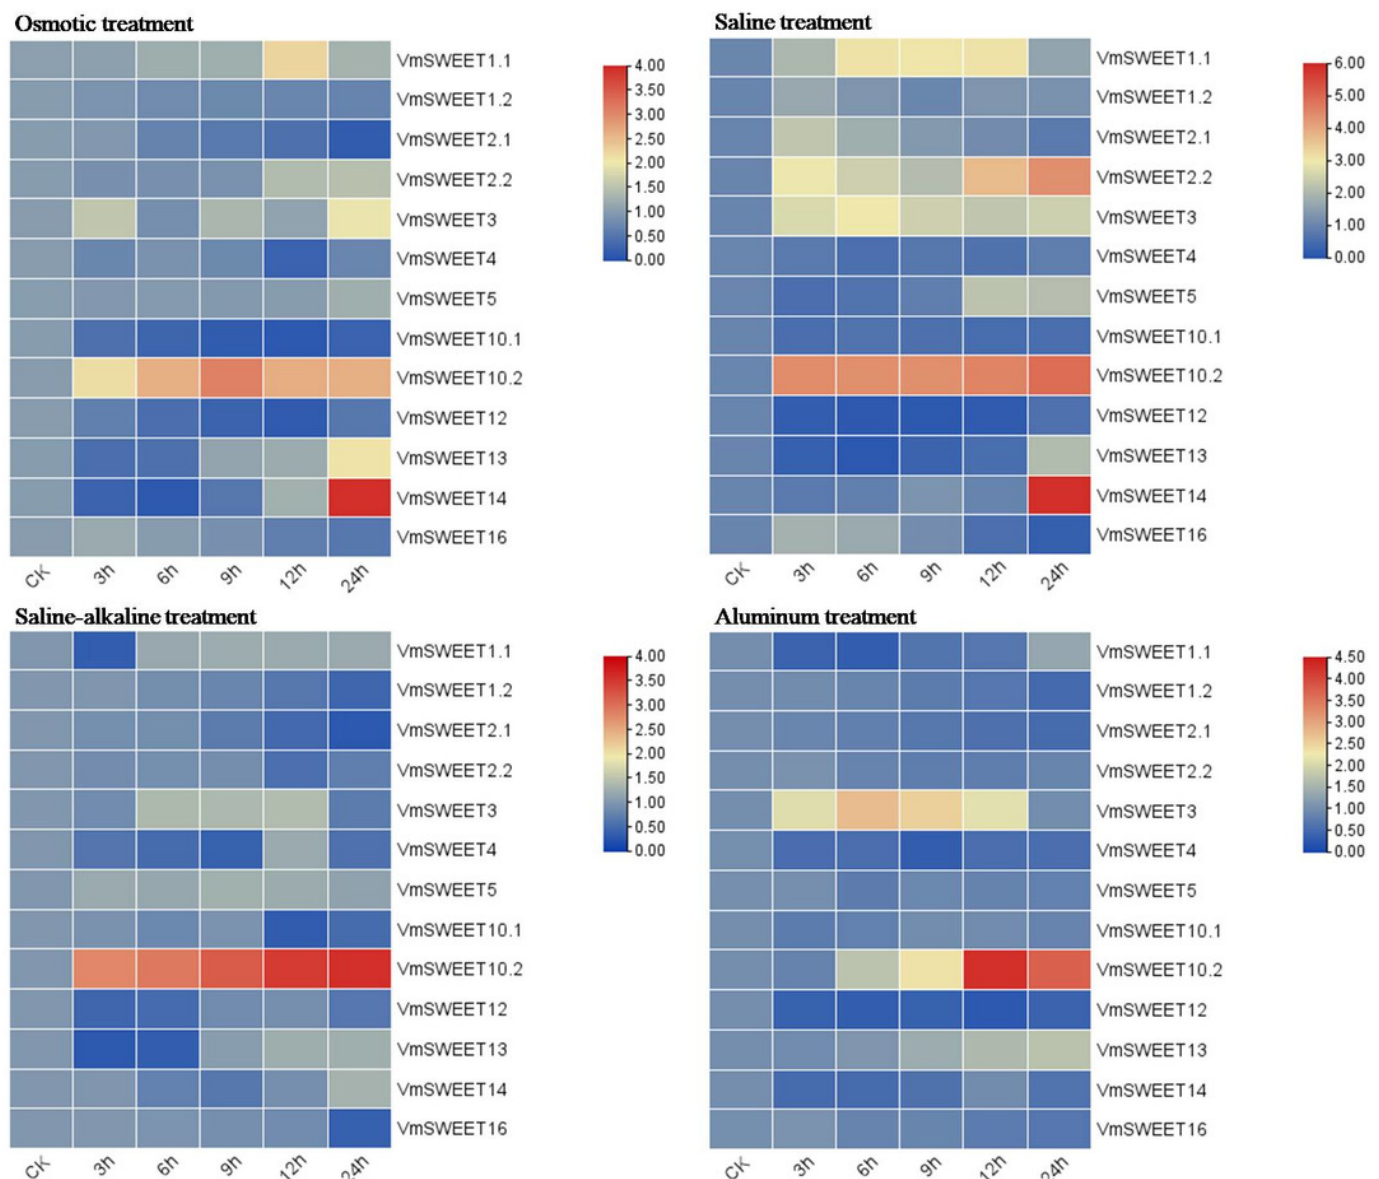 Osmotic treatment
VmSWEET1.1
VmSWEET1.2
VmSWEET2.1
VmSWEET2.2
VmSWEET3
VmSWEET4
VmSWEET5
VmSWEET10.1
VmSWEET10.2
VmSWEET12
VmSWEET13
VmSWEET14
VmSWEET16
CK 3h 6h 9h 12h 24h
4.00
3.50
3.00
2.50
2.00
1.50
1.00
0.50
0.00
Saline treatment
VmSWEET1.1
VmSWEET1.2
VmSWEET2.1
VmSWEET2.2
VmSWEET3
VmSWEET4
VmSWEET5
VmSWEET10.1
VmSWEET10.2
VmSWEET12
VmSWEET13
VmSWEET14
VmSWEET16
CK 3h 6h 9h 12h 24h
6.00
5.00
4.00
3.00
2.00
1.00
0.00
Saline-alkaline treatment
VmSWEET1.1
VmSWEET1.2
VmSWEET2.1
VmSWEET2.2
VmSWEET3
VmSWEET4
VmSWEET5
VmSWEET10.1
VmSWEET10.2
VmSWEET12
VmSWEET13
VmSWEET14
VmSWEET16
CK 3h 6h 9h 12h 24h
4.00
3.50
3.00
2.50
2.00
1.50
1.00
0.50
0.00
Aluminum treatment
VmSWEET1.1
VmSWEET1.2
VmSWEET2.1
VmSWEET2.2
VmSWEET3
VmSWEET4
VmSWEET5
VmSWEET10.1
VmSWEET10.2
VmSWEET12
VmSWEET13
VmSWEET14
VmSWEET16
CK 3h 6h 9h 12h 24h
4.50
4.00
3.50
3.00
2.50
2.00
1.50
1.00
0.50
0.00